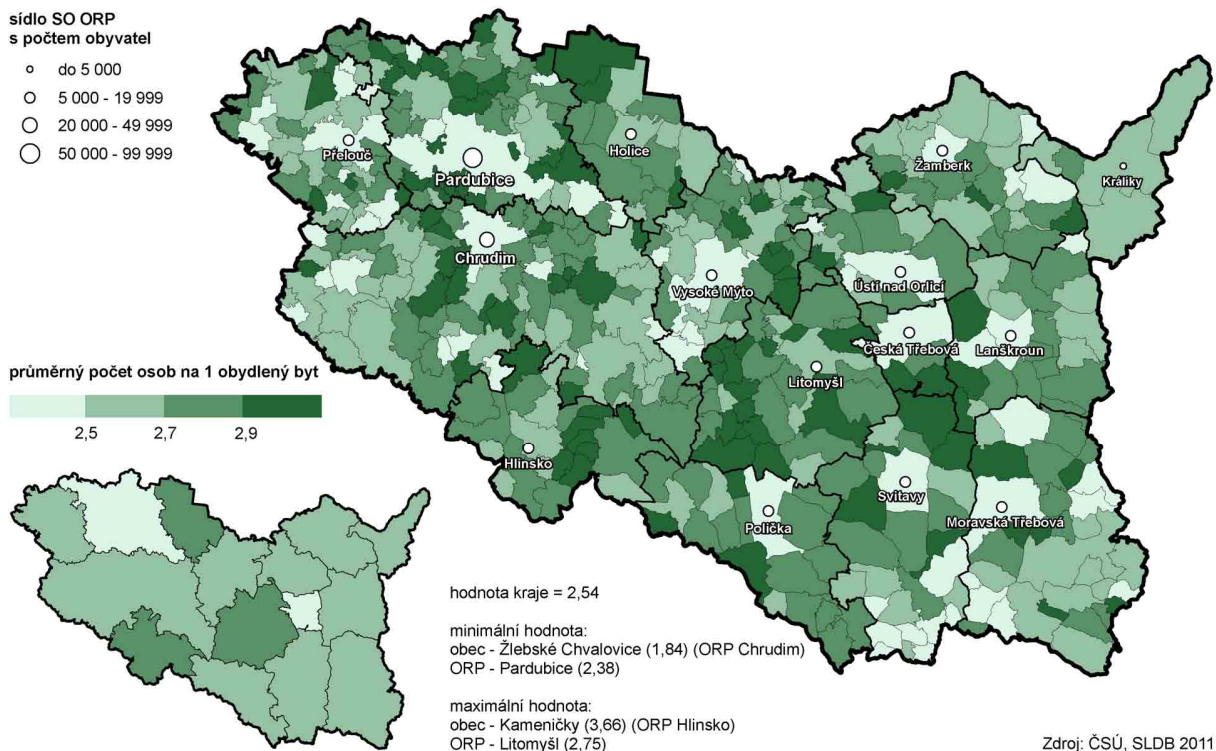 sídlo SO ORP
s počtem obyvatel
do 5 000
5 000 - 19 999
20 000 - 49 999
50 000 - 99 999
Přelouč
Pardubice
Holice
Žamberk
Králíky
Chrudim
Vysoké Mýto
Ústí nad Orlicí
Česká Třebová
Lanškroun
Litomyšl
Hlinsko
Polička
Svitavy
Moravská Třebová
průměrný počet osob na 1 obydlený byt
2,5 2,7 2,9
hodnota kraje = 2,54
minimální hodnota:
obec - Žlebské Chvalovice (1,84) (ORP Chrudim)
ORP - Pardubice (2,38)
maximální hodnota:
obec - Kameničky (3,66) (ORP Hlinsko)
ORP - Litomyšl (2,75)
Zdroj: ČSÚ, SLDB 2011